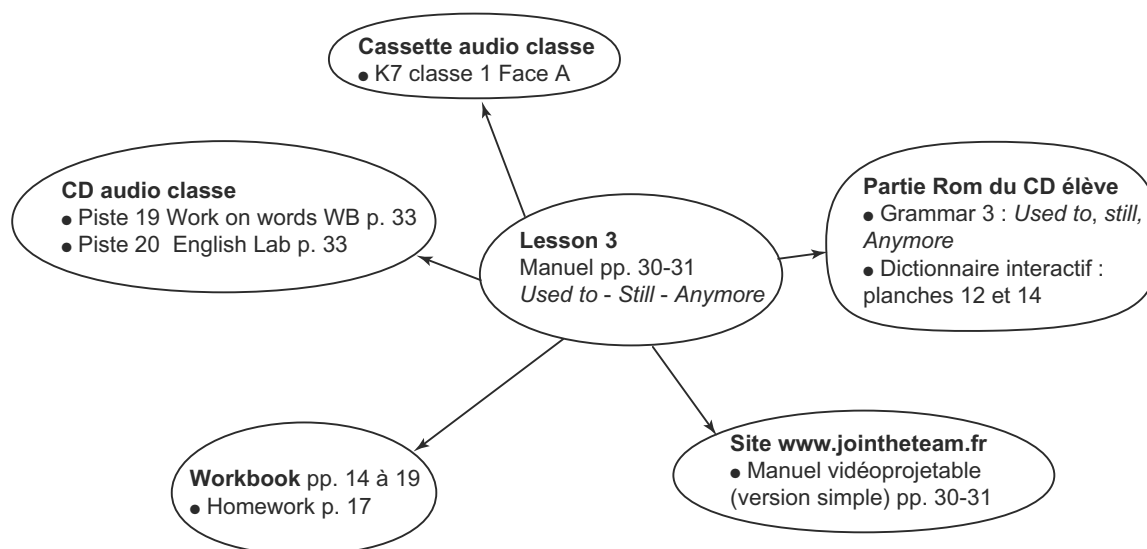 Cassette audio classe
● K7 classe 1 Face A
CD audio classe
● Piste 19 Work on words WB p. 33
● Piste 20 English Lab p. 33
Lesson 3
Manuel pp. 30-31
Used to - Still - Anymore
Partie Rom du CD élève
● Grammar 3 : Used to, still,
Anymore
● Dictionnaire interactif :
planches 12 et 14
Workbook pp. 14 à 19
● Homework p. 17
Site www.jointheteam.fr
● Manuel vidéoprojetable
(version simple) pp. 30-31